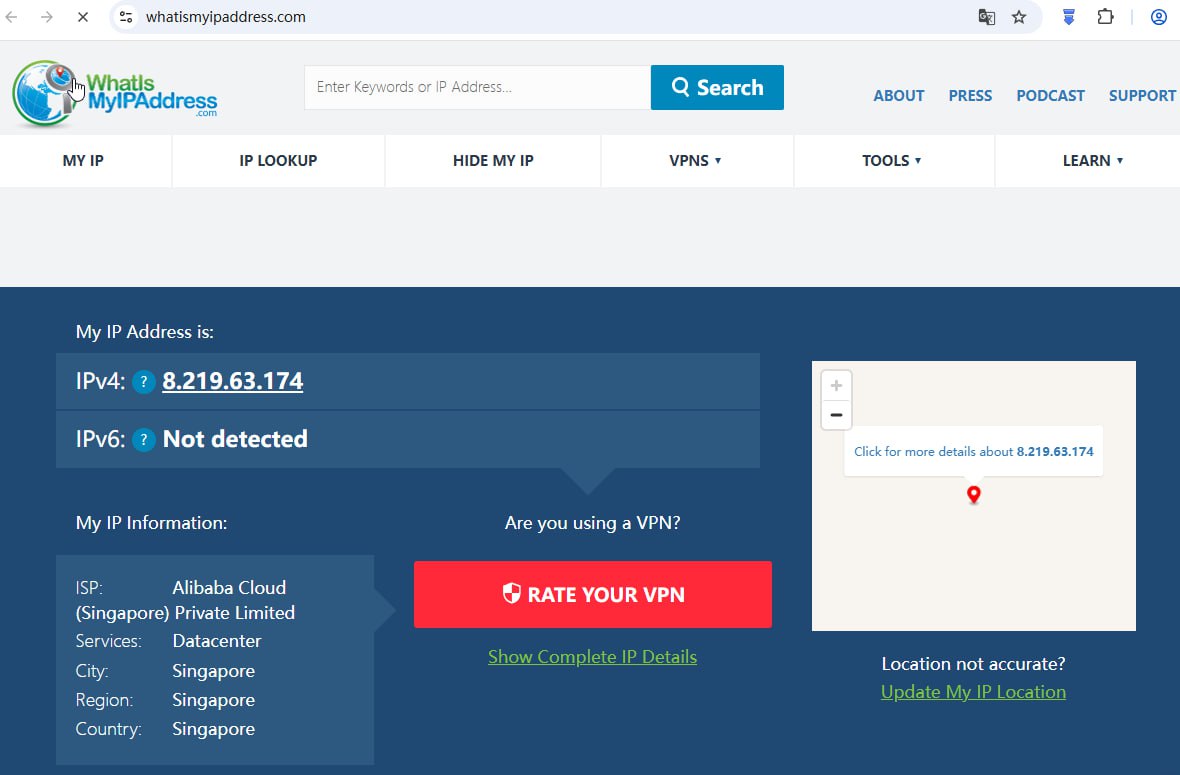 whatismyipaddress.com
WhatIs
MyIPAddress
.com
Enter Keywords or IP Address...
Search
ABOUT PRESS PODCAST SUPPORT
MY IP IP LOOKUP HIDE MY IP VPNS ▾ TOOLS ▾ LEARN ▾
My IP Address is:
IPv4: ? 8.219.63.174
IPv6: ? Not detected
+
−
Click for more details about 8.219.63.174
My IP Information:
ISP: Alibaba Cloud
(Singapore) Private Limited
Services: Datacenter
City: Singapore
Region: Singapore
Country: Singapore
Are you using a VPN?
RATE YOUR VPN
Show Complete IP Details
Location not accurate?
Update My IP Location